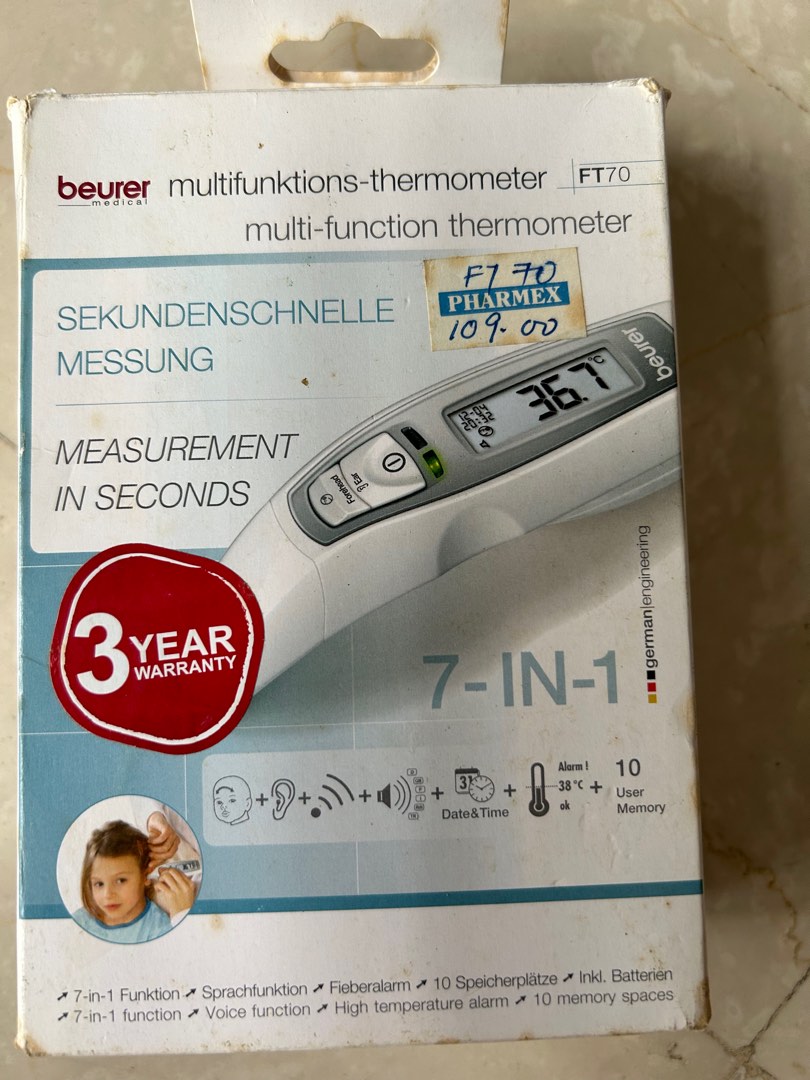 beurer
medical
multifunktions-thermometer
FT70
multi-function thermometer
FT 70
PHARMEX
109.00
SEKUNDENSCHNELLE
MESSUNG
MEASUREMENT
IN SECONDS
beurer
36.7 °C
Ear
Forehead
3 YEAR
WARRANTY
7-IN-1
german|engineering
31
Date&Time
Alarm !
38 °C
ok
10
User
Memory
7-in-1 Funktion Sprachfunktion Fieberalarm 10 Speicherplätze Inkl. Batterien
7-in-1 function Voice function High temperature alarm 10 memory spaces